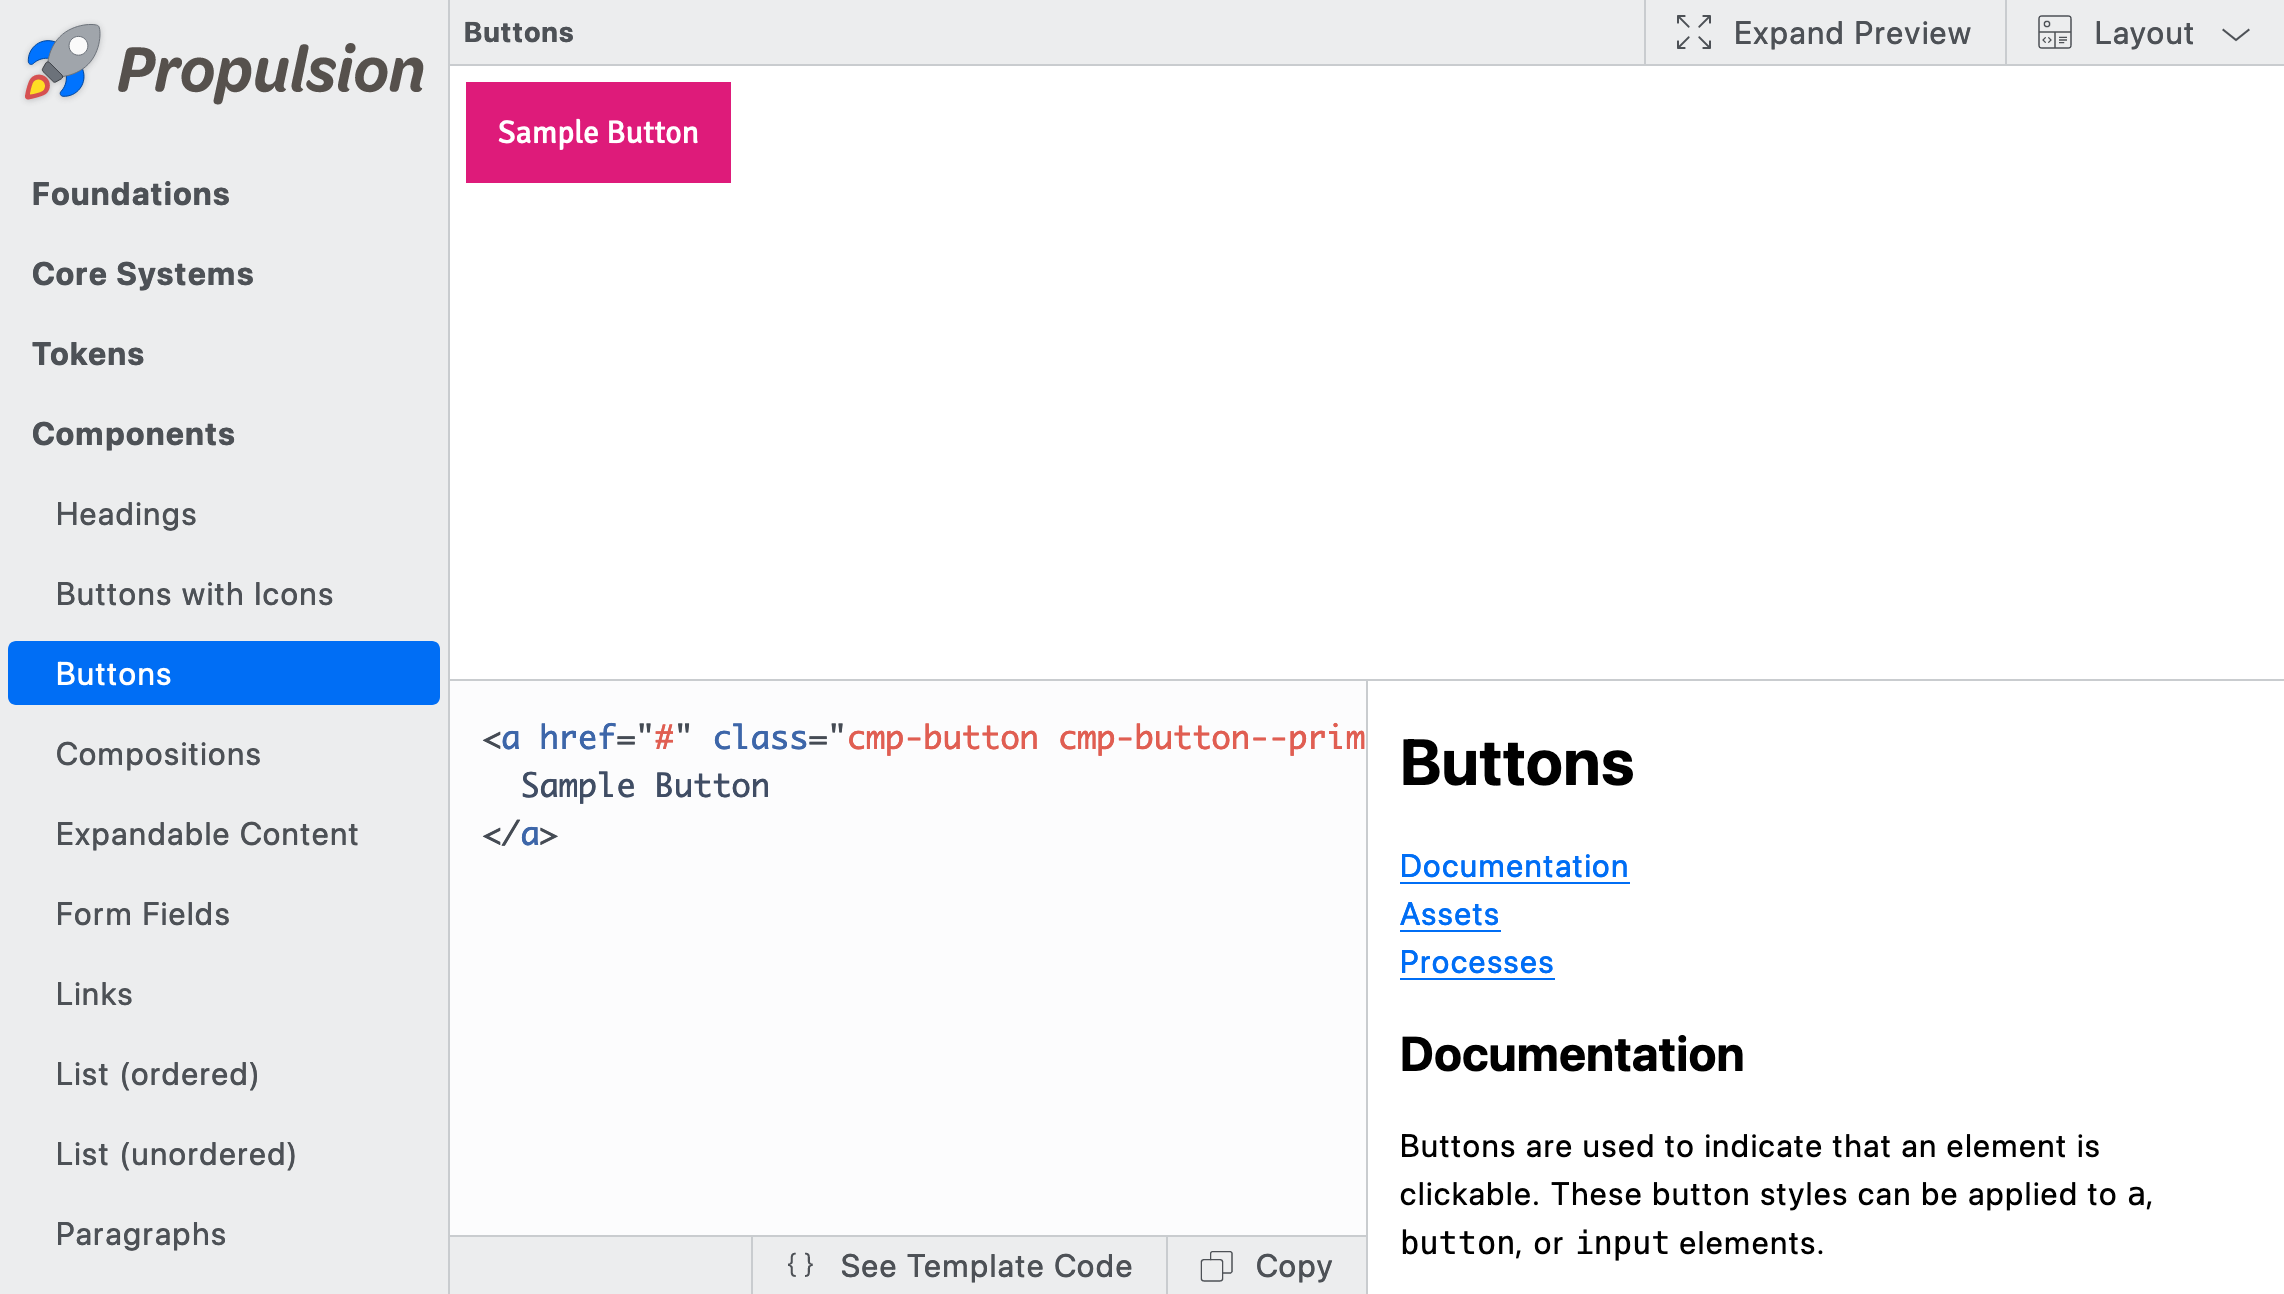 Propulsion
Foundations
Core Systems
Tokens
Components
Headings
Buttons with Icons
Buttons
Compositions
Expandable Content
Form Fields
Links
List (ordered)
List (unordered)
Paragraphs
Buttons
Expand Preview
Layout
Sample Button
<a href="#" class="cmp-button cmp-button--prim
Sample Button
</a>
{} See Template Code
Copy
Buttons
Documentation
Assets
Processes
Documentation
Buttons are used to indicate that an element is
clickable. These button styles can be applied to a,
button, or input elements.